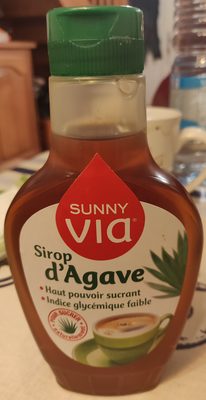 SUNNY
VIa
Sirop
d'Agave
• Haut pouvoir sucrant
• Indice glycémique faible